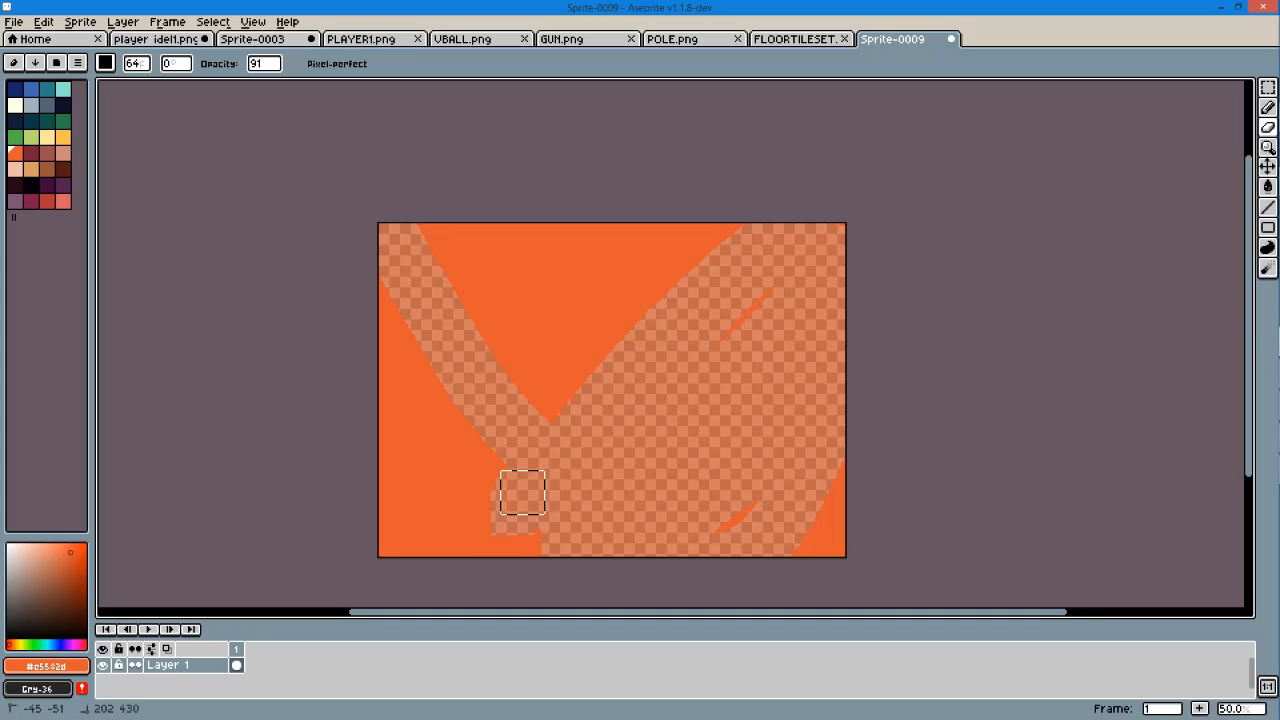 Sprite-0009 - Aseprite v1.1.8-dev
File Edit Sprite Layer Frame Select View Help
Home player idel1.png Sprite-0003 PLAYER1.png VBALL.png GUN.png POLE.png FLOORTILESET. Sprite-0009
64 0° Opacity: 91 Pixel-perfect
1
Layer 1
Gry-36
-45 -51 202 430 Frame: 1 + 50.0% 1:1